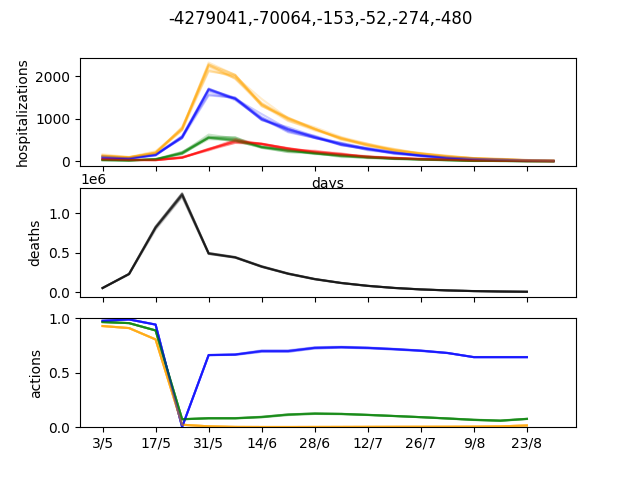 -4279041,-70064,-153,-52,-274,-480
hospitalizations
2000
1000
0
days
1e6
deaths
1.0
0.5
0.0
actions
1.0
0.5
0.0
3/5 17/5 31/5 14/6 28/6 12/7 26/7 9/8 23/8